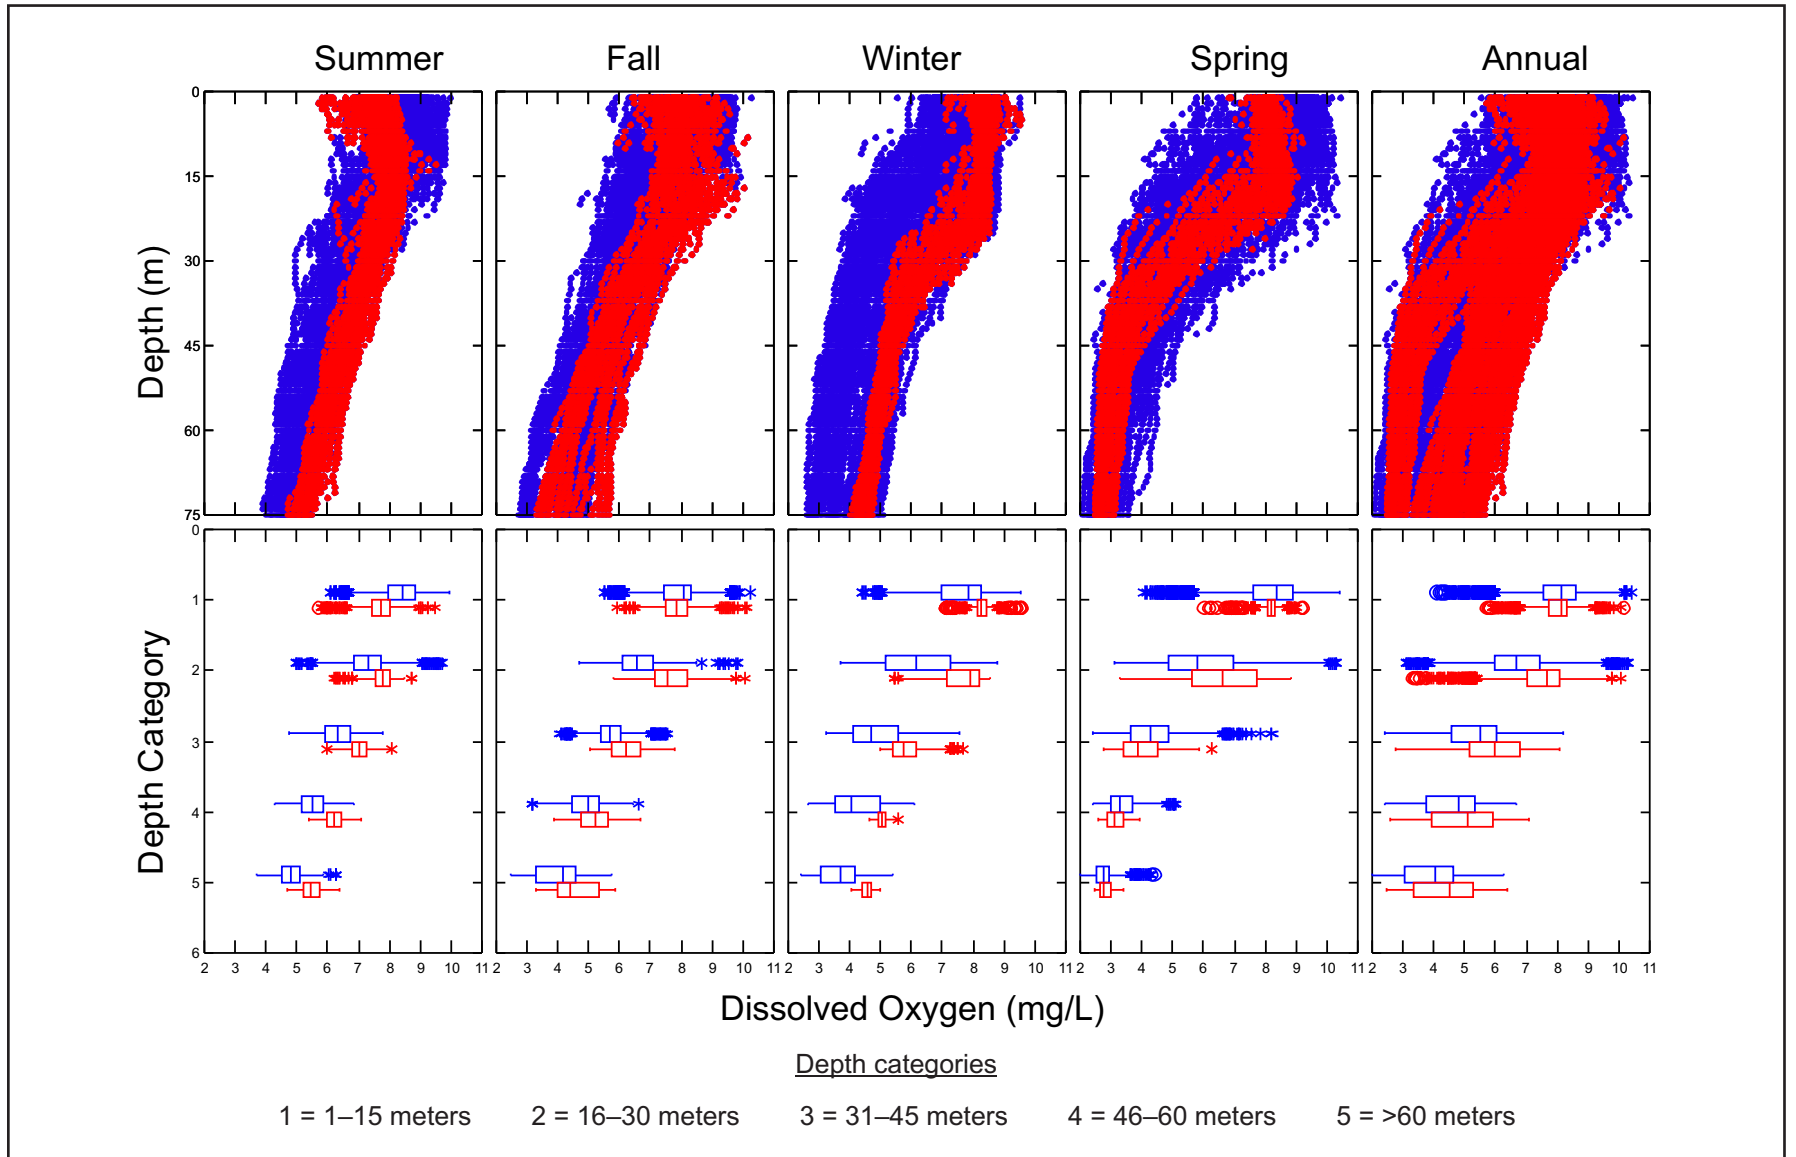 Summer Fall Winter Spring Annual
0
15
30
45
60
75
Depth (m)
0
1
2
3
4
5
6
Depth Category
2 3 4 5 6 7 8 9 10 11 2 3 4 5 6 7 8 9 10 11 2 3 4 5 6 7 8 9 10 11 2 3 4 5 6 7 8 9 10 11 2 3 4 5 6 7 8 9 10 11
Dissolved Oxygen (mg/L)
Depth categories
1 = 1–15 meters 2 = 16–30 meters 3 = 31–45 meters 4 = 46–60 meters 5 = >60 meters